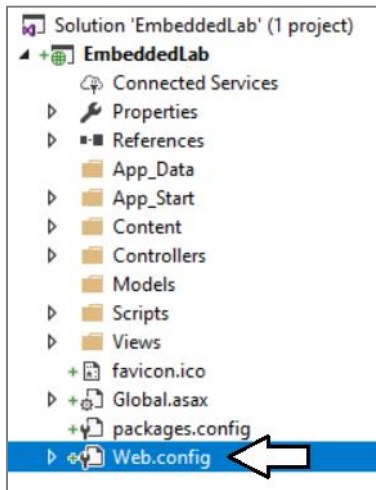 Solution 'EmbeddedLab' (1 project)
EmbeddedLab
Connected Services
Properties
References
App_Data
App_Start
Content
Controllers
Models
Scripts
Views
favicon.ico
Global.asax
packages.config
Web.config